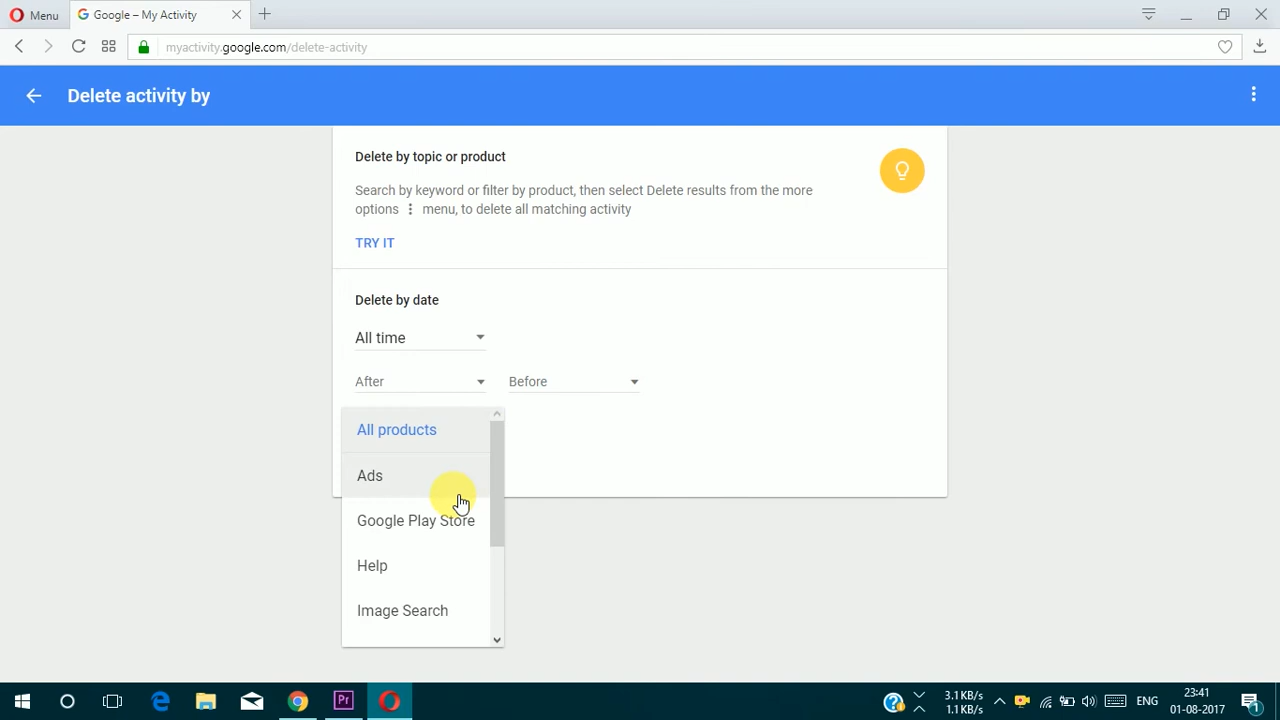 Menu
Google – My Activity
myactivity.google.com/delete-activity
Delete activity by
Delete by topic or product
Search by keyword or filter by product, then select Delete results from the more
options ⋮ menu, to delete all matching activity
TRY IT
Delete by date
All time
After Before
All products
Ads
Google Play Store
Help
Image Search
Pr
3.1KB/s
1.1KB/s
ENG
23:41
01-08-2017
1